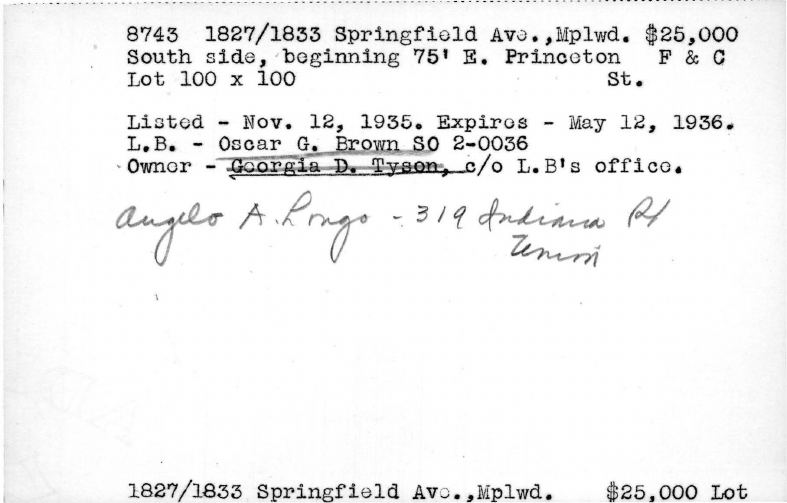 8743 1827/1833 Springfield Ave.,Mplwd. $25,000
South side, beginning 75' E. Princeton F & C
Lot 100 x 100 St.
Listed - Nov. 12, 1935. Expires - May 12, 1936.
L.B. - Oscar G. Brown SO 2-0036
Owner - Georgia D. Tyson, c/o L.B's office.
Angelo A. Longo - 319 Indiana
Union
1827/1833 Springfield Ave.,Mplwd. $25,000 Lot